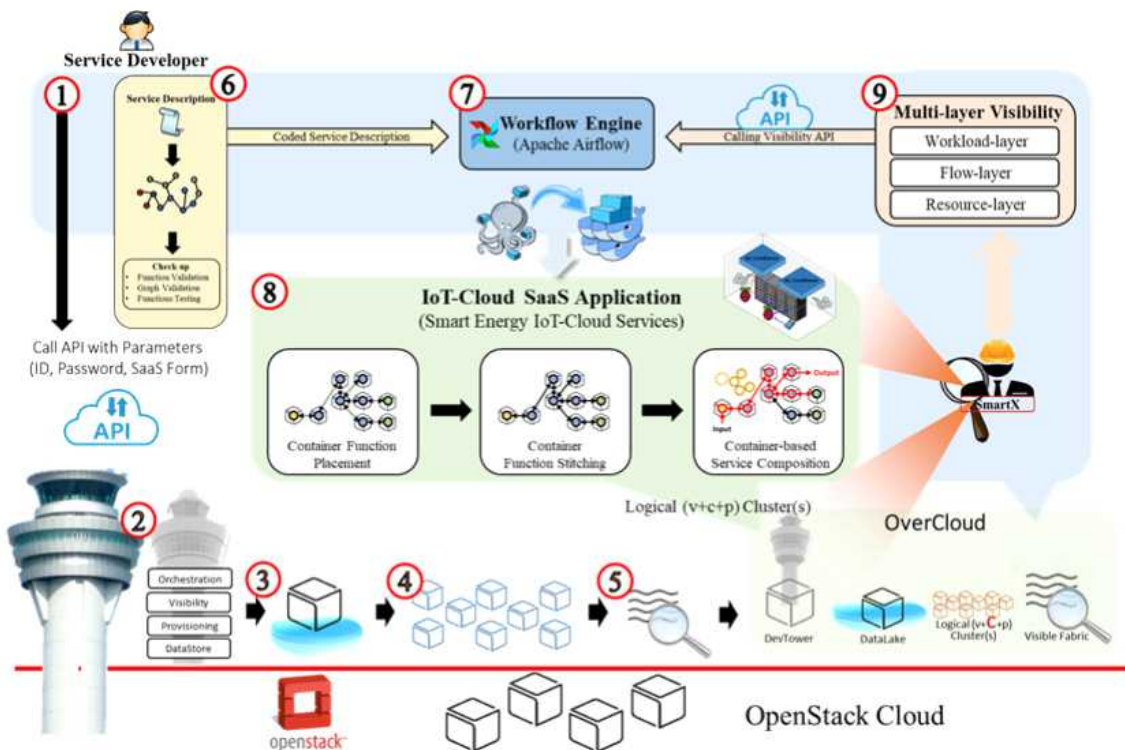 Service Developer
1
6
Service Description
Check-up
• Function Validation
• Graph Validation
• Functions Testing
Coded Service Description
7
Workflow Engine
(Apache Airflow)
API
Calling Visibility API
9
Multi-layer Visibility
Workload-layer
Flow-layer
Resource-layer
Call API with Parameters
(ID, Password, SaaS Form)
API
8
IoT-Cloud SaaS Application
(Smart Energy IoT-Cloud Services)
Container Function
Placement
Container
Function Stitching
Output
Input
Container-based
Service Composition
SmartX
Logical (v+c+p) Cluster(s)
OverCloud
2
Orchestration
Visibility
Provisioning
DataStore
3
4
5
DevTower
DataLake
Logical (v+C+p)
Cluster(s)
Visible Fabric
openstack
OpenStack Cloud